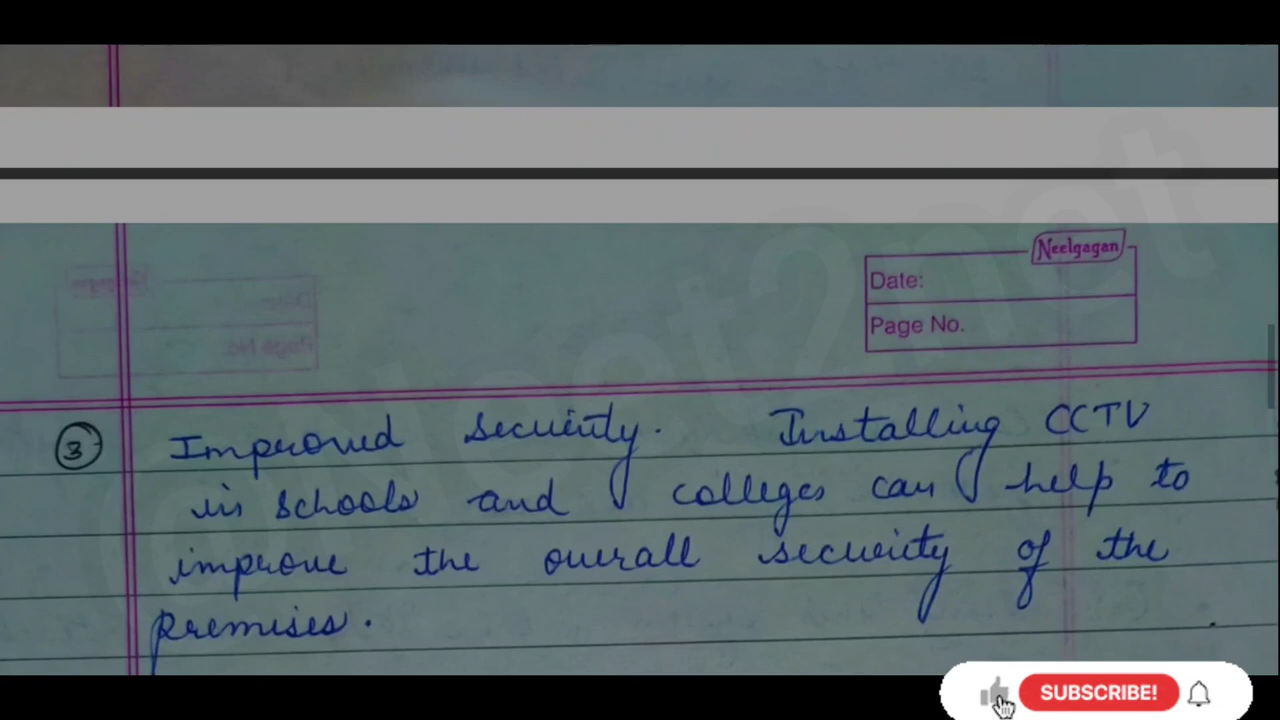 Neelgagan
Date:
Page No.
③ Improved security. Installing CCTV
in schools and colleges can help to
improve the overall security of the
premises.
SUBSCRIBE!